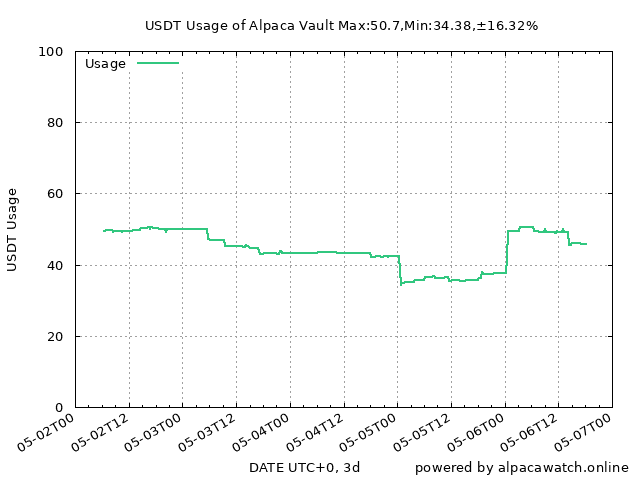 USDT Usage of Alpaca Vault Max:50.7,Min:34.38,±16.32%
Usage
100
80
60
40
20
0
USDT Usage
05-02T00
05-02T12
05-03T00
05-03T12
05-04T00
05-04T12
05-05T00
05-05T12
05-06T00
05-06T12
05-07T00
DATE UTC+0, 3d
powered by alpacawatch.online